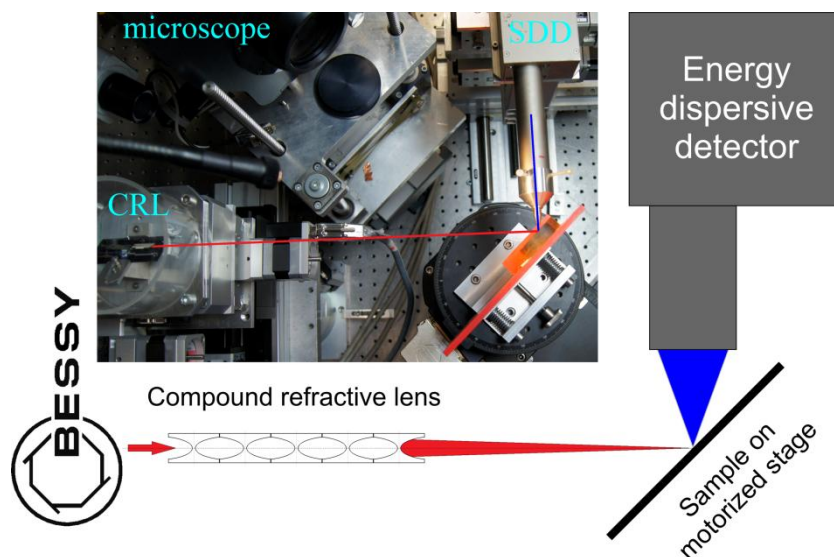 microscope
SDD
CRL
Energy
dispersive
detector
BESSY
Compound refractive lens
Sample on
motorized stage